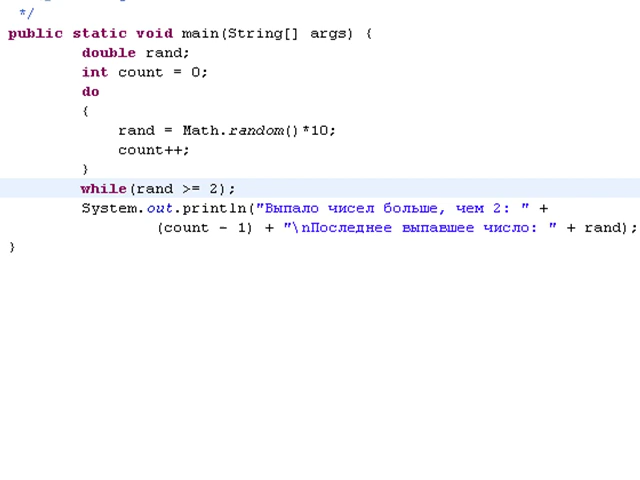 */
public static void main(String[] args) {
double rand;
int count = 0;
do
{
rand = Math.random()*10;
count++;
}
while(rand >= 2);
System.out.println("Выпало чисел больше, чем 2: " +
(count - 1) + "\nПоследнее выпавшее число: " + rand);
}